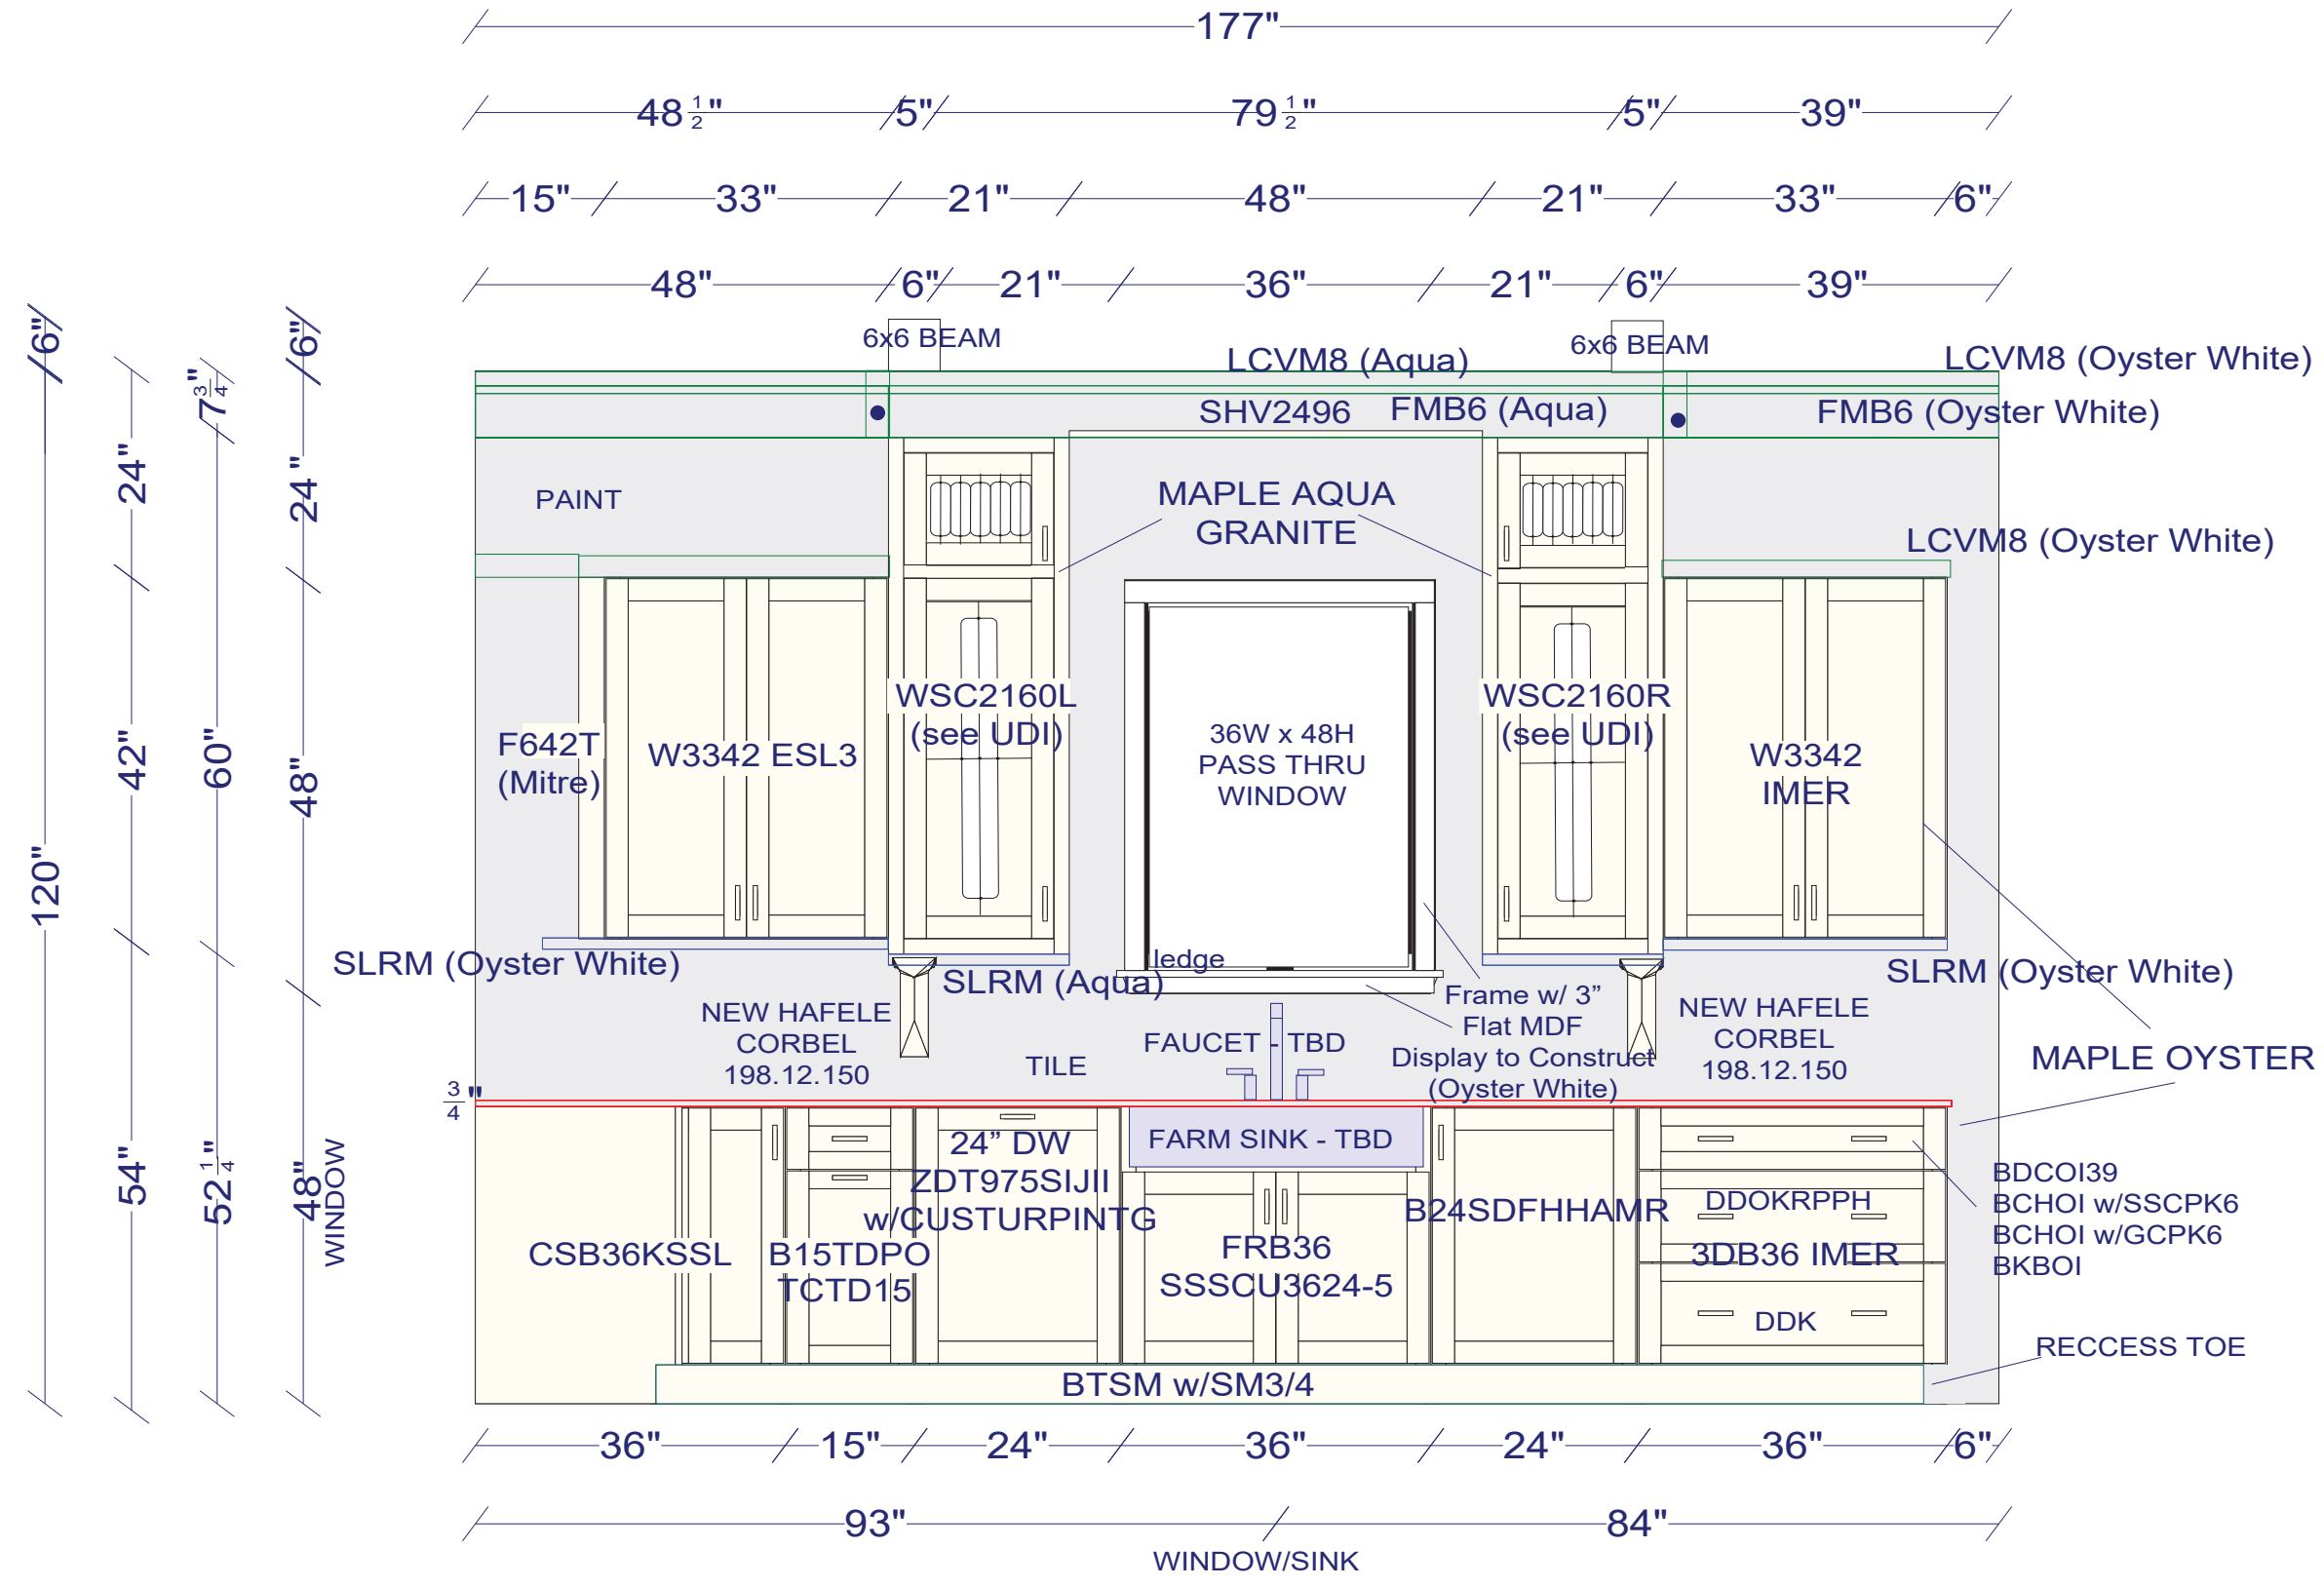 177"
48 1/2" 5" 79 1/2" 5" 39"
15" 33" 21" 48" 21" 33" 6"
48" 6" 21" 36" 21" 6" 39"
6x6 BEAM
6x6 BEAM
LCVM8 (Aqua)
LCVM8 (Oyster White)
SHV2496
FMB6 (Aqua)
FMB6 (Oyster White)
6"
120"
24"
42"
54"
7 3/4"
60"
52 1/4"
6"
24 "
48"
48"
WINDOW
PAINT
MAPLE AQUA
GRANITE
LCVM8 (Oyster White)
F642T
(Mitre)
W3342 ESL3
WSC2160L
(see UDI)
36W x 48H
PASS THRU
WINDOW
WSC2160R
(see UDI)
W3342
IMER
SLRM (Oyster White)
SLRM (Aqua)
ledge
SLRM (Oyster White)
NEW HAFELE
CORBEL
198.12.150
TILE
FAUCET - TBD
Frame w/ 3”
Flat MDF
Display to Construct
(Oyster White)
NEW HAFELE
CORBEL
198.12.150
MAPLE OYSTER
3/4"
CSB36KSSL
B15TDPO
TCTD15
24” DW
ZDT975SIJII
w/CUSTURPINTG
FARM SINK - TBD
FRB36
SSSCU3624-5
B24SDFHHAMR
DDOKRPPH
3DB36 IMER
DDK
BDCOI39
BCHOI w/SSCPK6
BCHOI w/GCPK6
BKBOI
RECCESS TOE
BTSM w/SM3/4
36" 15" 24" 36" 24" 36" 6"
93" 84"
WINDOW/SINK